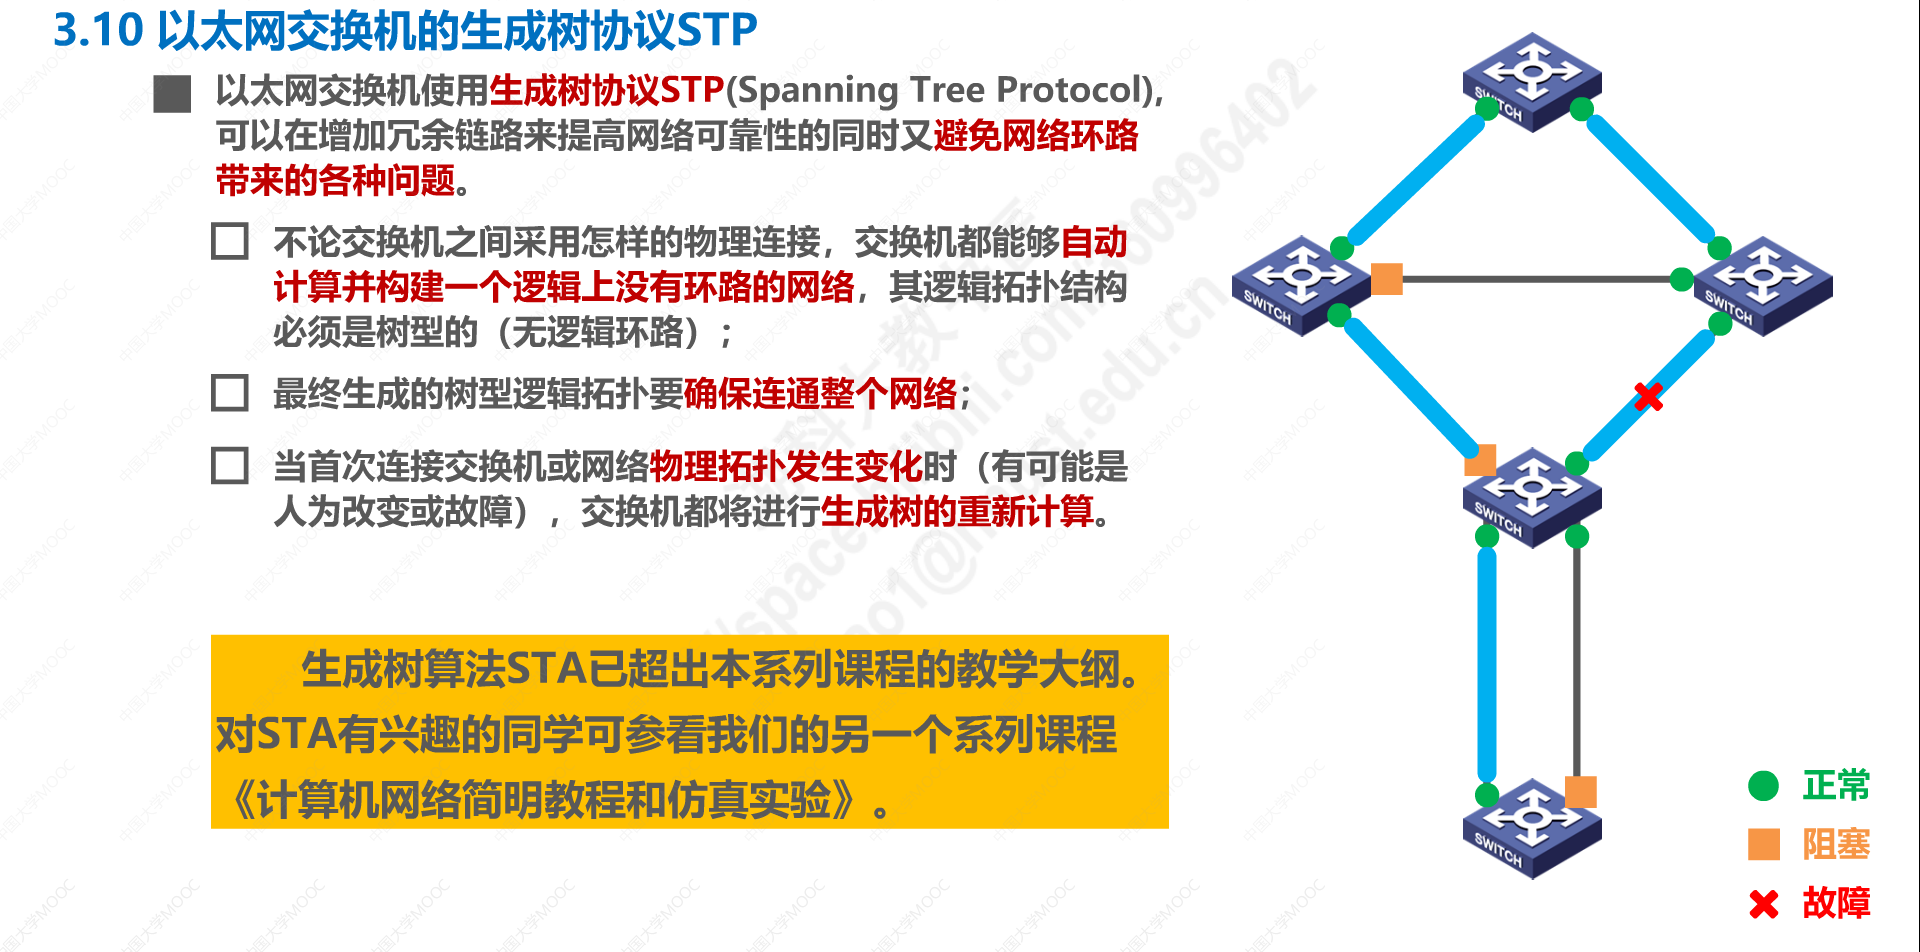 3.10 以太网交换机的生成树协议STP
以太网交换机使用生成树协议STP(Spanning Tree Protocol),
可以在增加冗余链路来提高网络可靠性的同时又避免网络环路
带来的各种问题。
不论交换机之间采用怎样的物理连接，交换机都能够自动
计算并构建一个逻辑上没有环路的网络，其逻辑拓扑结构
必须是树型的（无逻辑环路）；
最终生成的树型逻辑拓扑要确保连通整个网络；
当首次连接交换机或网络物理拓扑发生变化时（有可能是
人为改变或故障），交换机都将进行生成树的重新计算。
生成树算法STA已超出本系列课程的教学大纲。
对STA有兴趣的同学可参看我们的另一个系列课程
《计算机网络简明教程和仿真实验》。
SWITCH
SWITCH
SWITCH
SWITCH
SWITCH
正常
阻塞
故障
中国大学MOOC